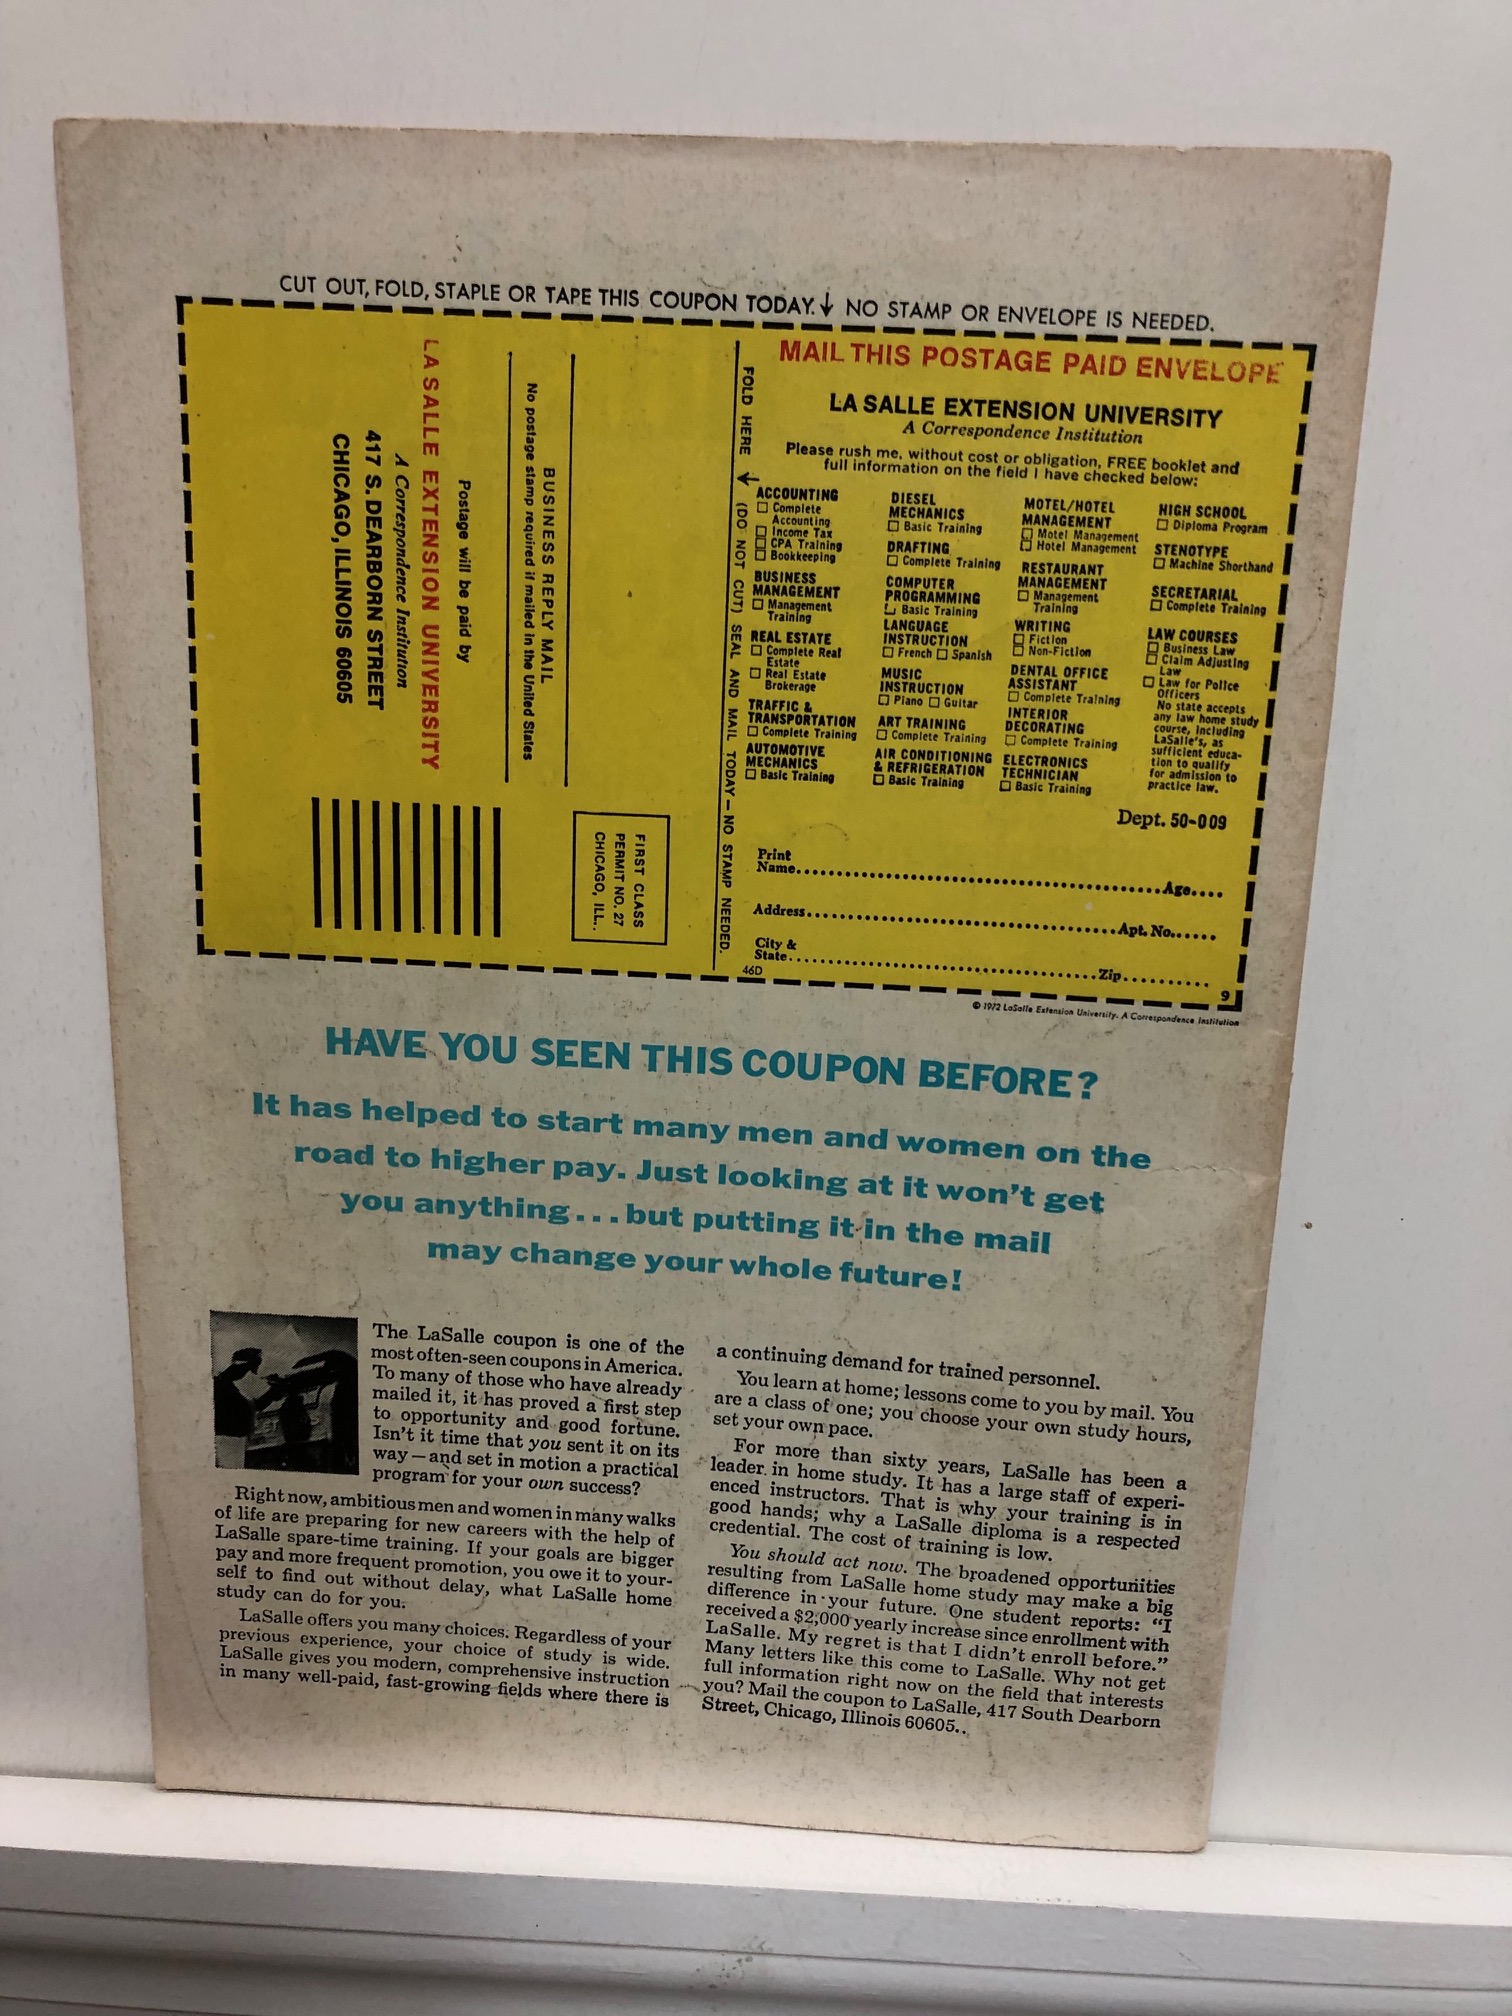 CUT OUT, FOLD, STAPLE OR TAPE THIS COUPON TODAY.↓ NO STAMP OR ENVELOPE IS NEEDED.
BUSINESS REPLY MAIL
No postage stamp required if mailed in the United States
Postage will be paid by
LA SALLE EXTENSION UNIVERSITY
A Correspondence Institution
417 S. DEARBORN STREET
CHICAGO, ILLINOIS 60605
FIRST CLASS
PERMIT NO. 27
CHICAGO, ILL..
FOLD HERE ↓ (DO NOT CUT) SEAL AND MAIL TODAY — NO STAMP NEEDED.
MAIL THIS POSTAGE PAID ENVELOPE
LA SALLE EXTENSION UNIVERSITY
A Correspondence Institution
Please rush me, without cost or obligation, FREE booklet and
full information on the field I have checked below:
ACCOUNTING
☐ Complete
Accounting
☐ Income Tax
☐ CPA Training
☐ Bookkeeping
BUSINESS
MANAGEMENT
☐ Management
Training
REAL ESTATE
☐ Complete Real
Estate
☐ Real Estate
Brokerage
TRAFFIC &
TRANSPORTATION
☐ Complete Training
AUTOMOTIVE
MECHANICS
☐ Basic Training
DIESEL
MECHANICS
☐ Basic Training
DRAFTING
☐ Complete Training
COMPUTER
PROGRAMMING
☐ Basic Training
LANGUAGE
INSTRUCTION
☐ French ☐ Spanish
MUSIC
INSTRUCTION
☐ Piano ☐ Guitar
ART TRAINING
☐ Complete Training
AIR CONDITIONING
& REFRIGERATION
☐ Basic Training
MOTEL/HOTEL
MANAGEMENT
☐ Motel Management
☐ Hotel Management
RESTAURANT
MANAGEMENT
☐ Management
Training
WRITING
☐ Fiction
☐ Non-Fiction
DENTAL OFFICE
ASSISTANT
☐ Complete Training
INTERIOR
DECORATING
☐ Complete Training
ELECTRONICS
TECHNICIAN
☐ Basic Training
HIGH SCHOOL
☐ Diploma Program
STENOTYPE
☐ Machine Shorthand
SECRETARIAL
☐ Complete Training
LAW COURSES
☐ Business Law
☐ Claim Adjusting
Law
☐ Law for Police
Officers
No state accepts
any law home study
course, including
LaSalle's, as
sufficient educa-
tion to qualify
for admission to
practice law.
Dept. 50-009
Print
Name........................................Age....
Address........................................Apt. No......
City &
State........................................Zip..........
46D
9
© 1972 LaSalle Extension University. A Correspondence Institution
HAVE YOU SEEN THIS COUPON BEFORE?
It has helped to start many men and women on the
road to higher pay. Just looking at it won't get
you anything...but putting it in the mail
may change your whole future!
The LaSalle coupon is one of the
most often-seen coupons in America.
To many of those who have already
mailed it, it has proved a first step
to opportunity and good fortune.
Isn't it time that you sent it on its
way—and set in motion a practical
program for your own success?
Right now, ambitious men and women in many walks
of life are preparing for new careers with the help of
LaSalle spare-time training. If your goals are bigger
pay and more frequent promotion, you owe it to your-
self to find out without delay, what LaSalle home
study can do for you.
LaSalle offers you many choices. Regardless of your
previous experience, your choice of study is wide.
LaSalle gives you modern, comprehensive instruction
in many well-paid, fast-growing fields where there is
a continuing demand for trained personnel.
You learn at home; lessons come to you by mail. You
are a class of one; you choose your own study hours,
set your own pace.
For more than sixty years, LaSalle has been a
leader in home study. It has a large staff of experi-
enced instructors. That is why your training is in
good hands; why a LaSalle diploma is a respected
credential. The cost of training is low.
You should act now. The broadened opportunities
resulting from LaSalle home study may make a big
difference in your future. One student reports: "I
received a $2,000 yearly increase since enrollment with
LaSalle. My regret is that I didn't enroll before."
Many letters like this come to LaSalle. Why not get
full information right now on the field that interests
you? Mail the coupon to LaSalle, 417 South Dearborn
Street, Chicago, Illinois 60605..